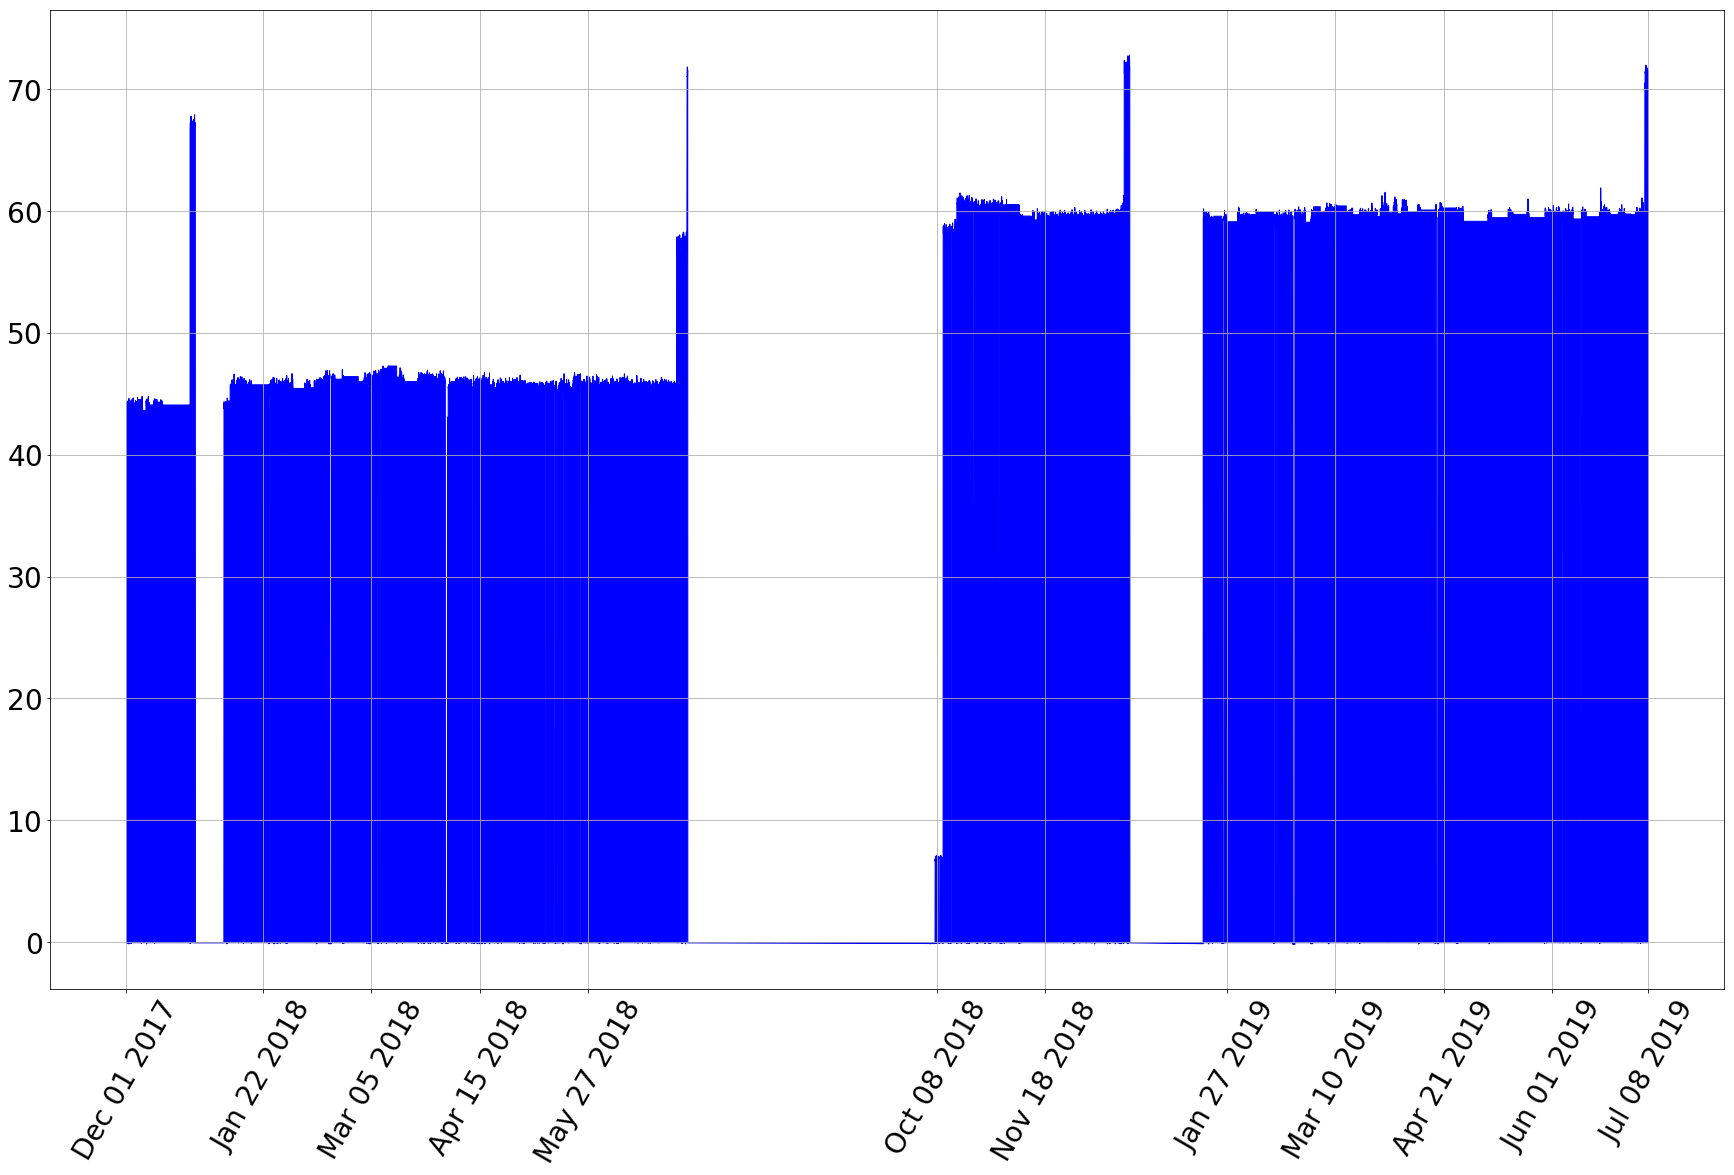 70
60
50
40
30
20
10
0
Dec 01 2017
Jan 22 2018
Mar 05 2018
Apr 15 2018
May 27 2018
Oct 08 2018
Nov 18 2018
Jan 27 2019
Mar 10 2019
Apr 21 2019
Jun 01 2019
Jul 08 2019